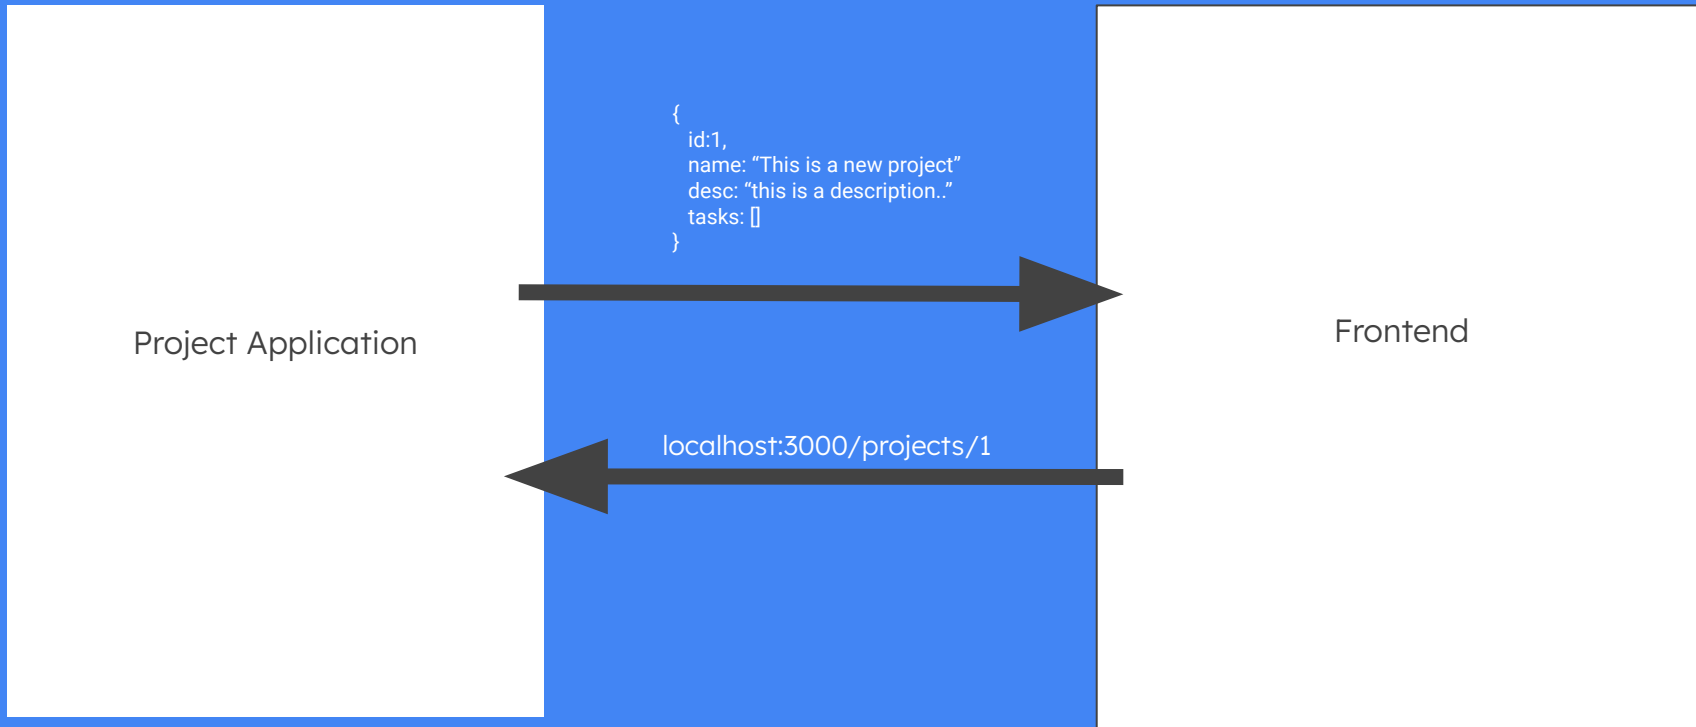 {
id:1,
name: “This is a new project”
desc: “this is a description..”
tasks: []
}
Project Application
Frontend
localhost:3000/projects/1